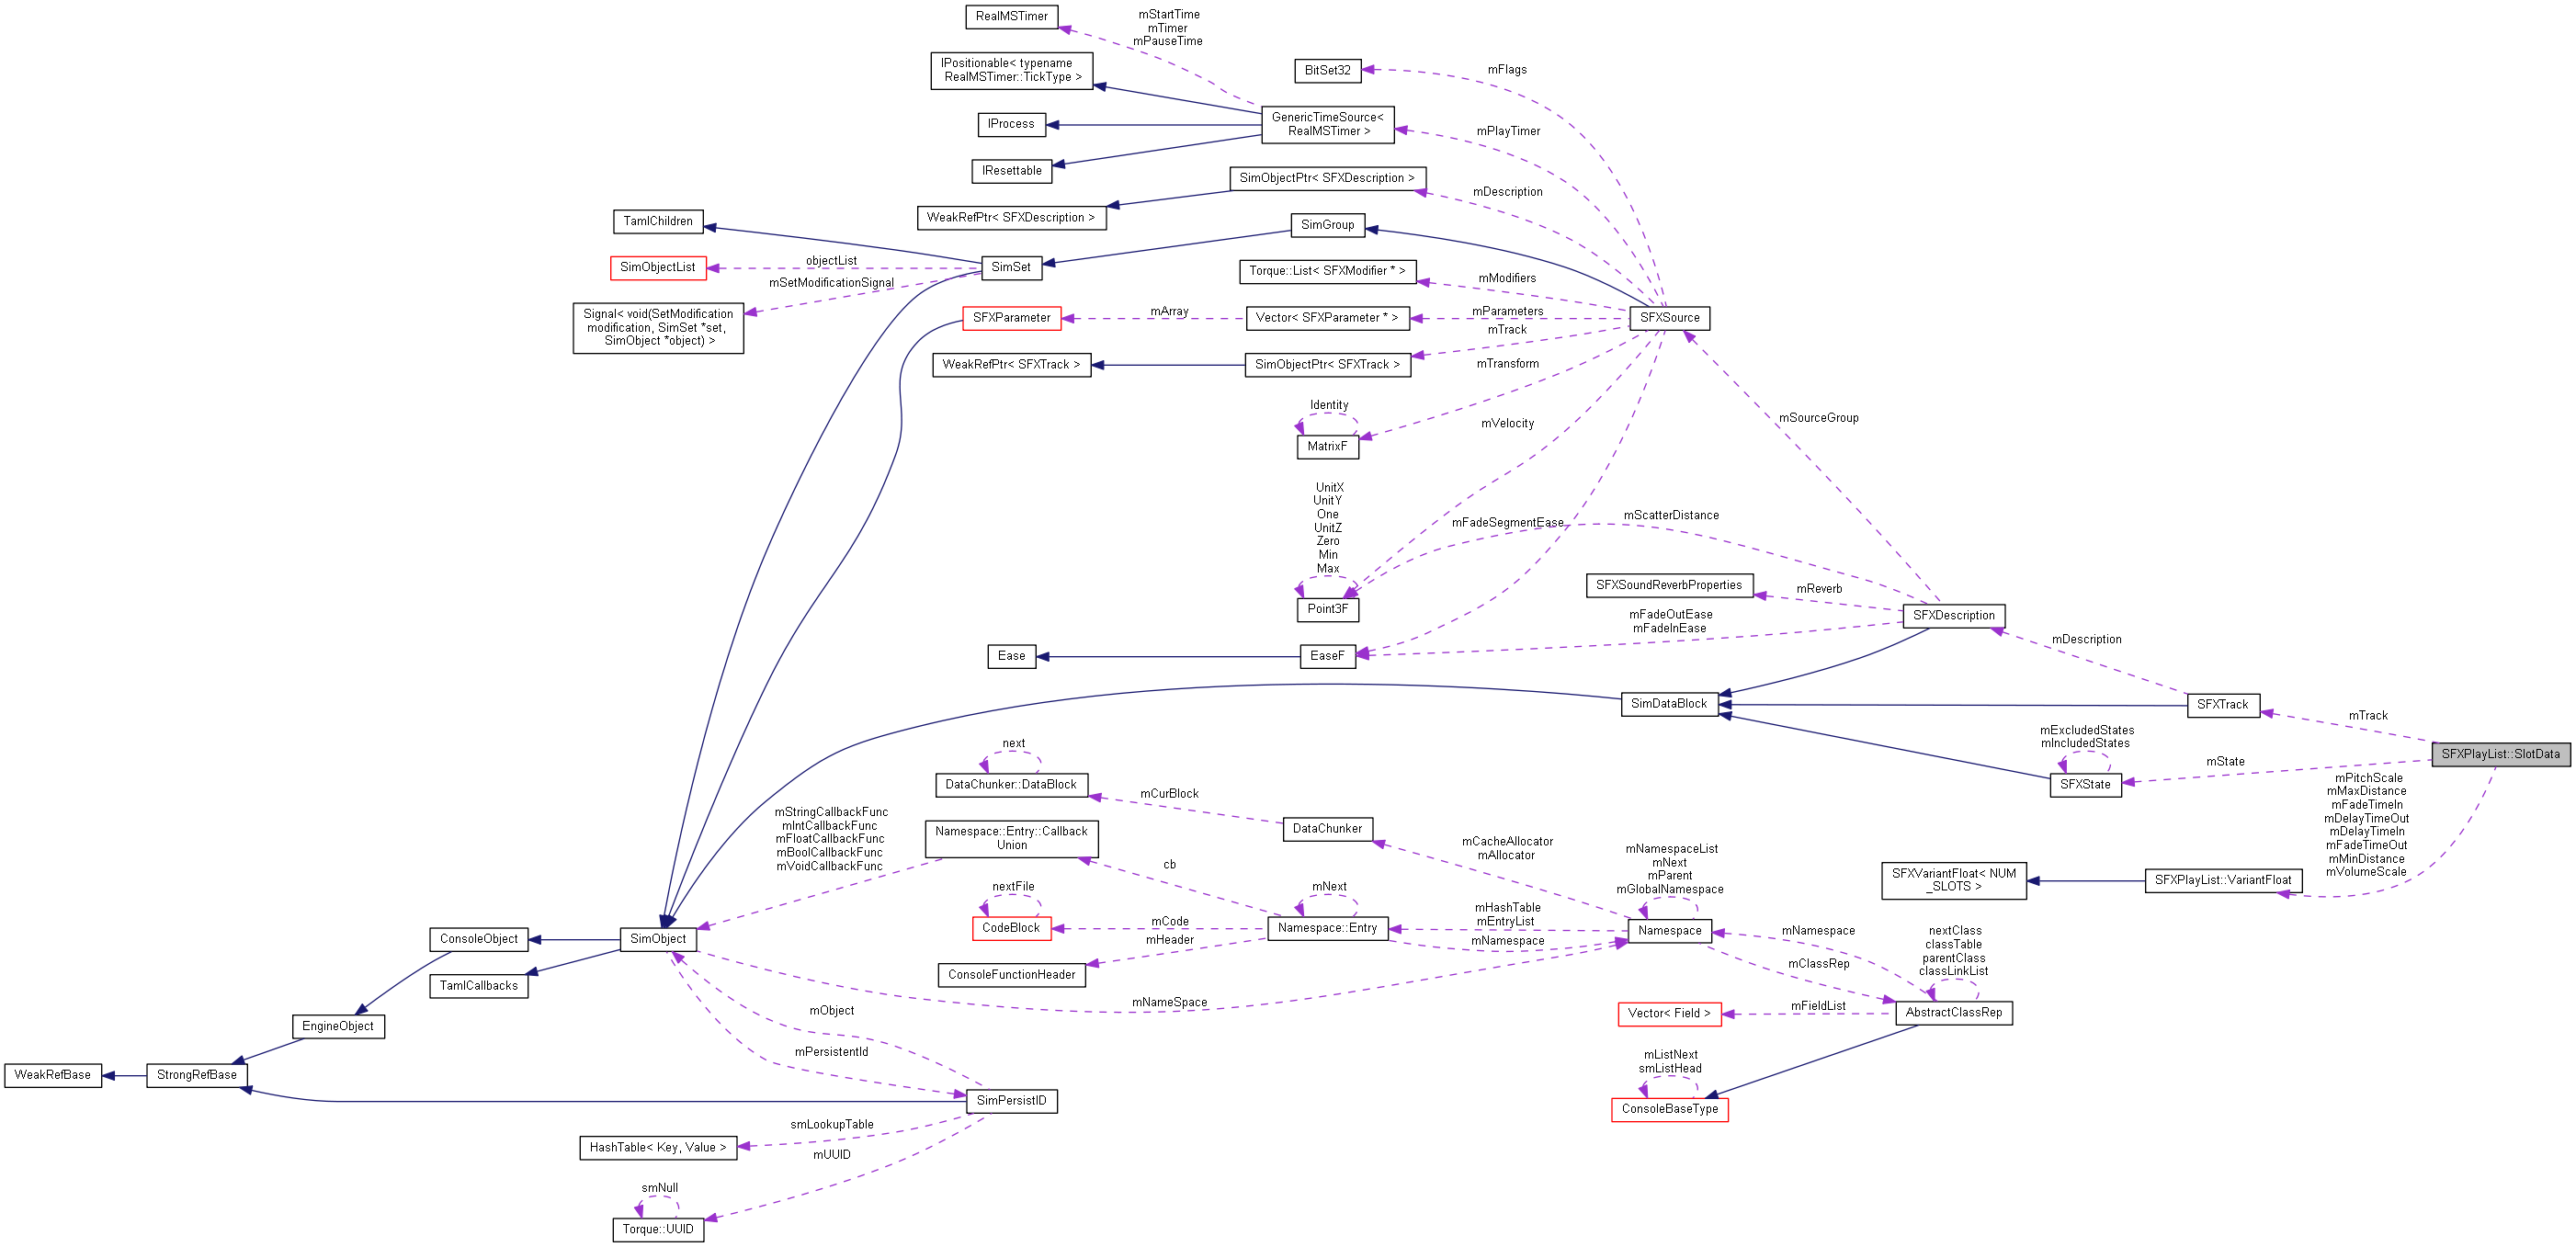 RealMSTimer
mStartTime
mTimer
mPauseTime
IPositionable< typename
RealMSTimer::TickType >
BitSet32
mFlags
IProcess
GenericTimeSource<
RealMSTimer >
mPlayTimer
IResettable
SimObjectPtr< SFXDescription >
mDescription
WeakRefPtr< SFXDescription >
TamlChildren
SimGroup
SimObjectList
objectList
SimSet
mSetModificationSignal
Torque::List< SFXModifier * >
mModifiers
Signal< void(SetModification
modification, SimSet *set,
SimObject *object) >
SFXParameter
mArray
Vector< SFXParameter * >
mParameters
SFXSource
mTrack
WeakRefPtr< SFXTrack >
SimObjectPtr< SFXTrack >
mTransform
Identity
MatrixF
mVelocity
mSourceGroup
UnitX
UnitY
One
UnitZ
Zero
Min
Max
mFadeSegmentEase
mScatterDistance
Point3F
SFXSoundReverbProperties
mReverb
SFXDescription
mFadeOutEase
mFadeInEase
Ease
EaseF
mDescription
SimDataBlock
SFXTrack
mTrack
next
DataChunker::DataBlock
mCurBlock
mExcludedStates
mIncludedStates
SFXState
mState
SFXPlayList::SlotData
mPitchScale
mMaxDistance
mFadeTimeIn
mDelayTimeOut
mDelayTimeIn
mFadeTimeOut
mMinDistance
mVolumeScale
mStringCallbackFunc
mIntCallbackFunc
mFloatCallbackFunc
mBoolCallbackFunc
mVoidCallbackFunc
Namespace::Entry::Callback
Union
DataChunker
mCacheAllocator
mAllocator
cb
mNamespaceList
mNext
mParent
mGlobalNamespace
SFXVariantFloat< NUM
_SLOTS >
SFXPlayList::VariantFloat
nextFile
CodeBlock
mCode
mNext
Namespace::Entry
mHashTable
mEntryList
Namespace
mNamespace
mHeader
mNamespace
ConsoleFunctionHeader
ConsoleObject
SimObject
TamlCallbacks
mNameSpace
mClassRep
nextClass
classTable
parentClass
classLinkList
mFieldList
AbstractClassRep
Vector< Field >
EngineObject
mObject
mPersistentId
WeakRefBase
StrongRefBase
mListNext
smListHead
SimPersistID
ConsoleBaseType
smLookupTable
HashTable< Key, Value >
mUUID
smNull
Torque::UUID